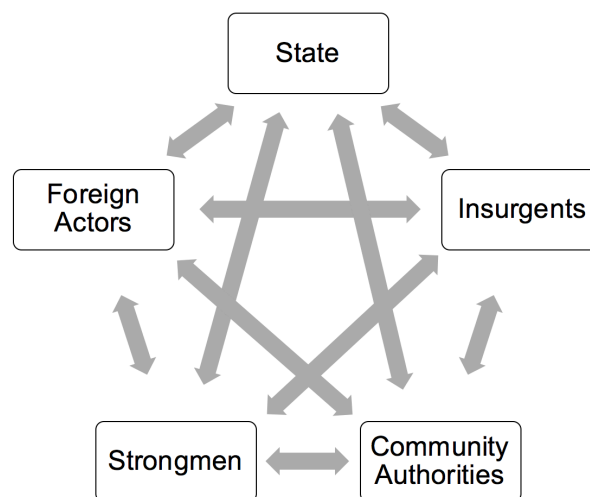 State
Foreign
Actors
Insurgents
Strongmen
Community
Authorities